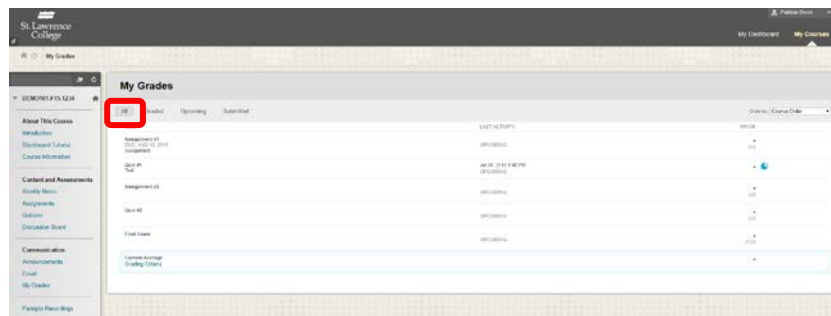 St. Lawrence
College
My Dashboard
My Courses
My Grades
About This Course
Introduction
Blackboard Tutorial
Course Information
Content and Assessments
Weekly Notes
Assignments
Quizzes
Discussion Board
Communication
Announcements
Email
My Grades
Panopto Recordings
My Grades
All
Graded
Upcoming
Submitted
Order by: Course Order
LAST ACTIVITY
GRADE
Assignment #1
Assignment
UPCOMING
Quiz #1
Test
UPCOMING
Assignment #2
UPCOMING
Quiz #2
UPCOMING
Final Exam
UPCOMING
Current Average
Grading Criteria